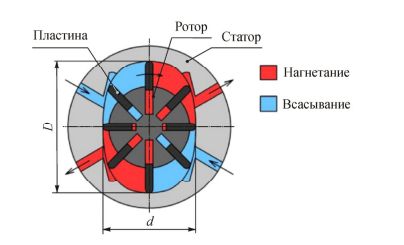 Ротор
Пластина
Статор
Нагнетание
Всасывание
D
d